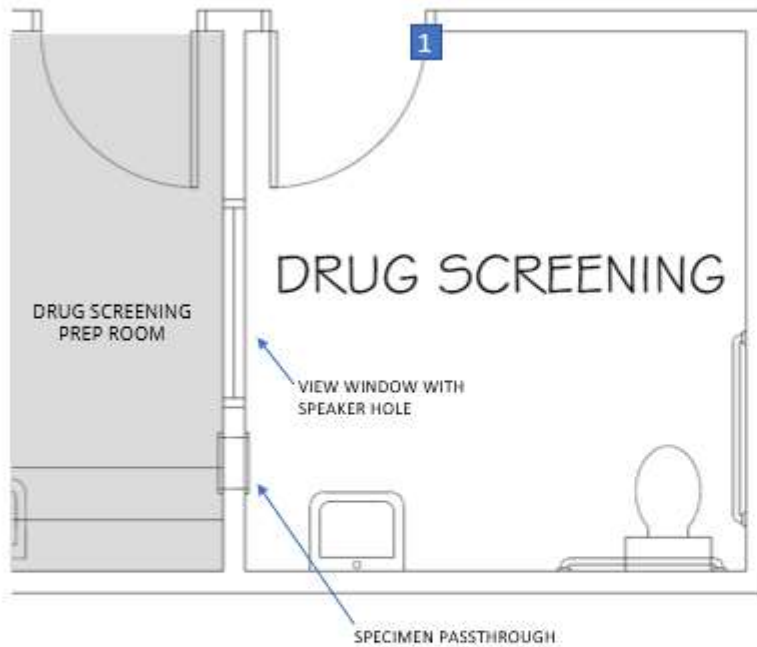 1
DRUG SCREENING
DRUG SCREENING
PREP ROOM
VIEW WINDOW WITH
SPEAKER HOLE
SPECIMEN PASSTHROUGH